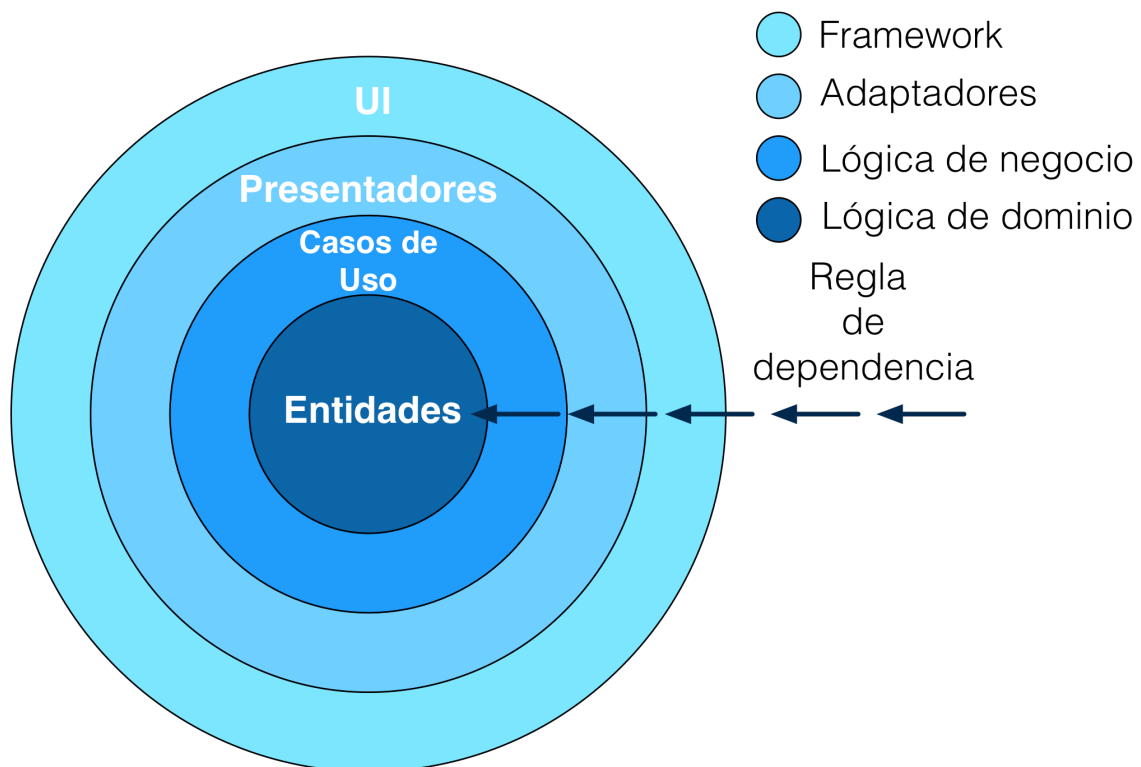 UI
Presentadores
Casos de
Uso
Entidades
Framework
Adaptadores
Lógica de negocio
Lógica de dominio
Regla
de
dependencia